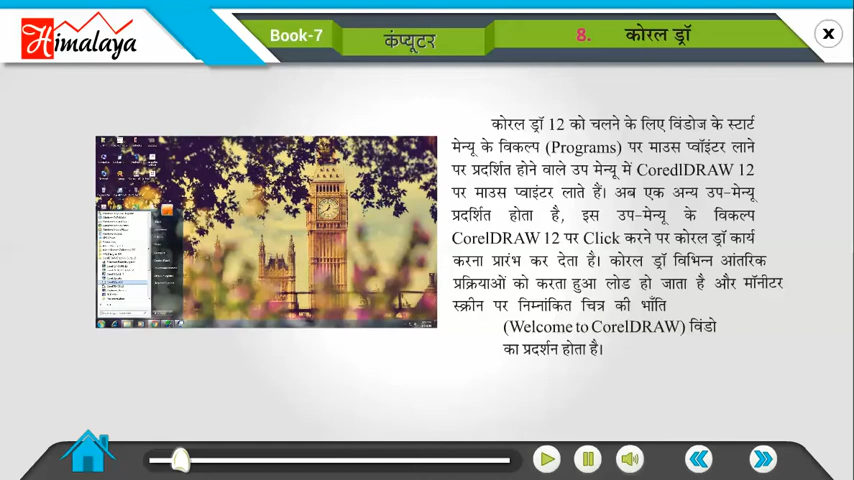 Himalaya
Book-7
कंप्यूटर
8. कोरल ड्रॉ
कोरल ड्रॉ 12 को चलने के लिए विंडोज के स्टार्ट
मेन्यू के विकल्प (Programs) पर माउस प्वॉइंटर लाने
पर प्रदर्शित होने वाले उप मेन्यू में CoredlDRAW 12
पर माउस प्वाइंटर लाते हैं। अब एक अन्य उप-मेन्यू
प्रदर्शित होता है, इस उप-मेन्यू के विकल्प
CorelDRAW 12 पर Click करने पर कोरल ड्रॉ कार्य
करना प्रारंभ कर देता है। कोरल ड्रॉ विभिन्न आंतरिक
प्रक्रियाओं को करता हुआ लोड हो जाता है और मॉनीटर
स्क्रीन पर निम्नांकित चित्र की भाँति
(Welcome to CorelDRAW) विंडो
का प्रदर्शन होता है।